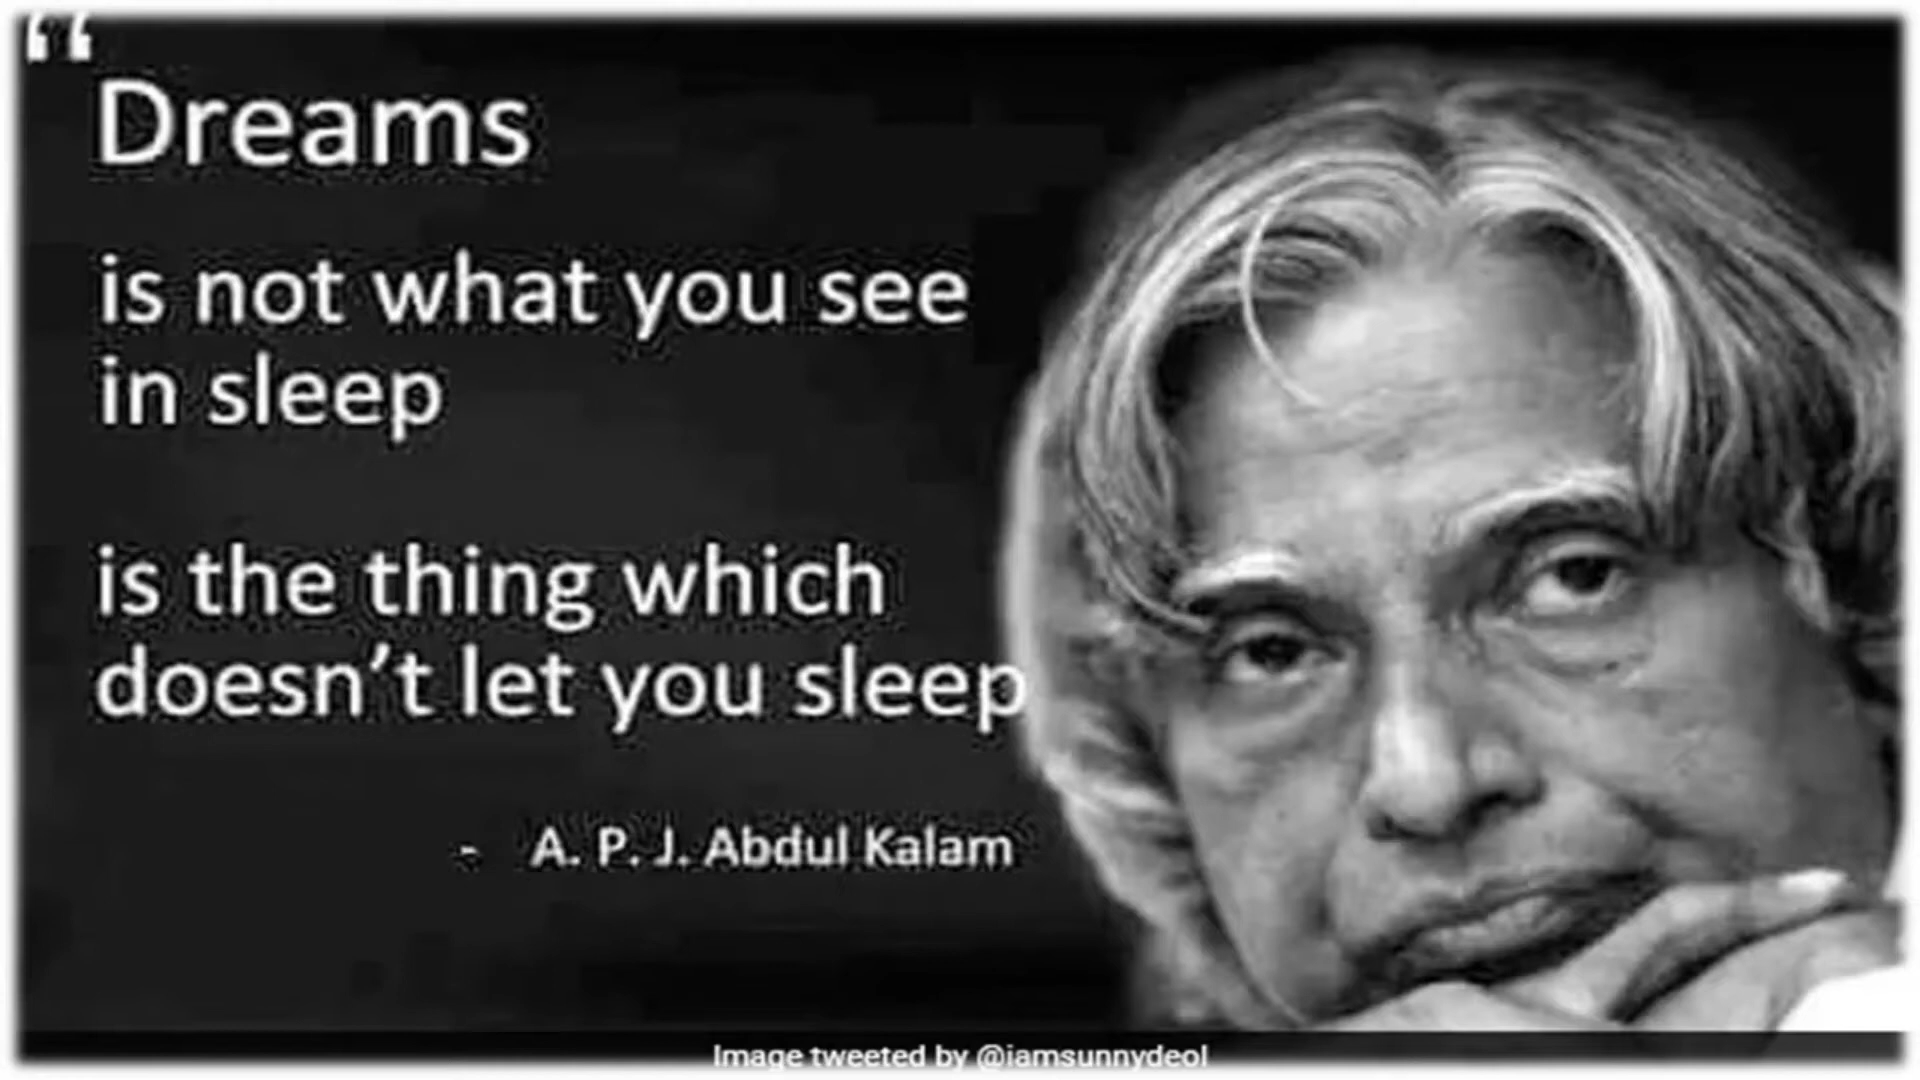 “
Dreams
is not what you see
in sleep
is the thing which
doesn’t let you sleep
- A. P. J. Abdul Kalam
Image tweeted by @iamsunnydeol